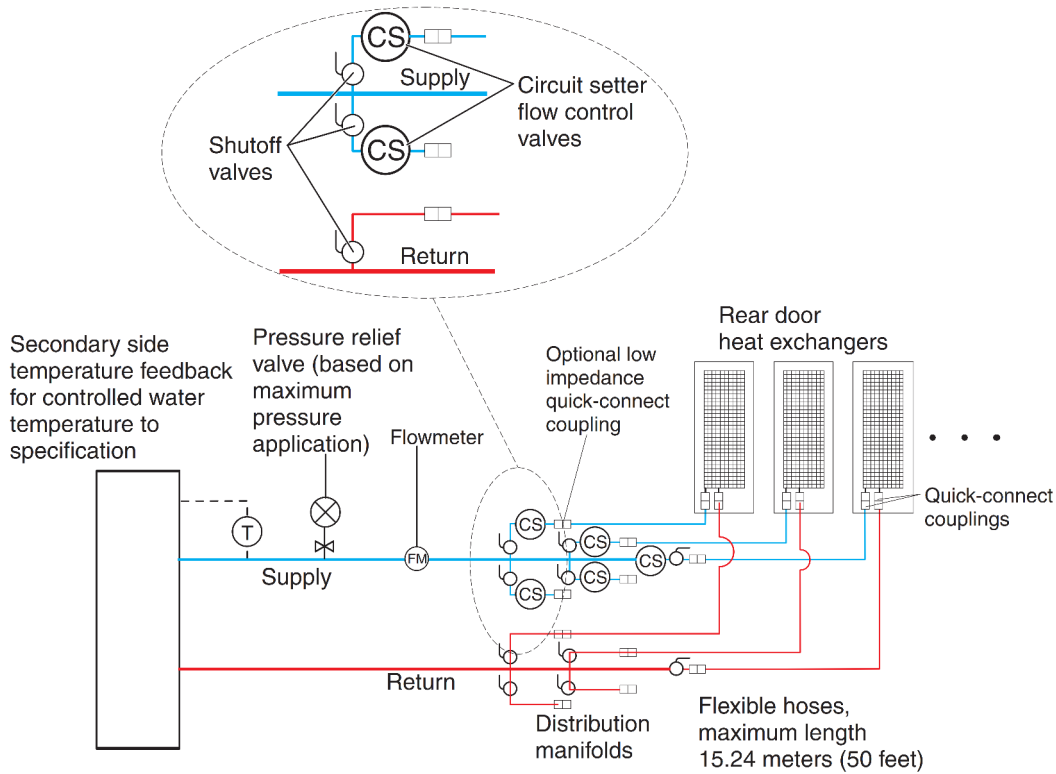 CS
Supply
CS
Shutoff
valves
Circuit setter
flow control
valves
Return
Secondary side
temperature feedback
for controlled water
temperature to
specification
Pressure relief
valve (based on
maximum
pressure
application)
Flowmeter
Optional low
impedance
quick-connect
coupling
Rear door
heat exchangers
• • •
Quick-connect
couplings
T
Supply
FM
CS
CS
CS
CS
CS
Return
Distribution
manifolds
Flexible hoses,
maximum length
15.24 meters (50 feet)